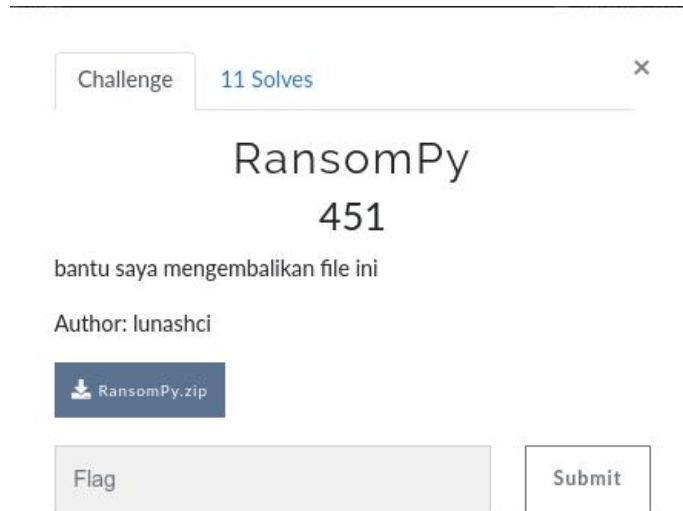 Challenge
11 Solves
×
RansomPy
451
bantu saya mengembalikan file ini
Author: lunashci
RansomPy.zip
Flag
Submit